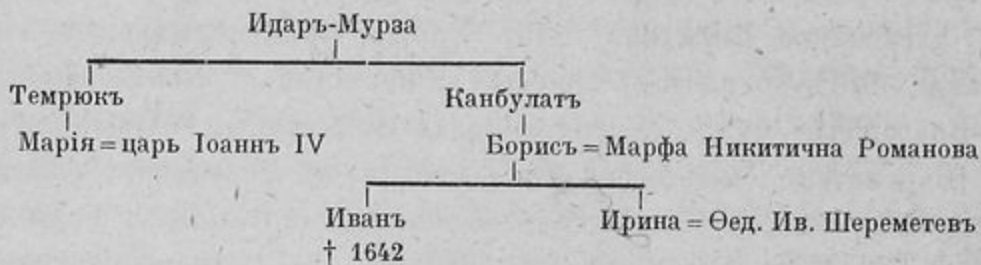 Идаръ-Мурза
Темрюкъ Канбулатъ
Марія = царь Іоаннъ IV Борисъ = Марфа Никитична Романова
Иванъ Ирина = Ѳед. Ив. Шереметевъ
† 1642